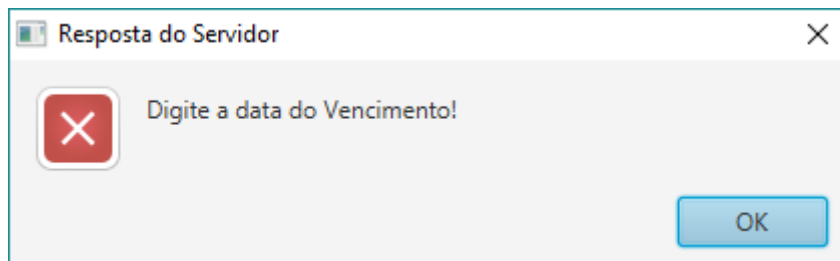 Resposta do Servidor
Digite a data do Vencimento!
OK